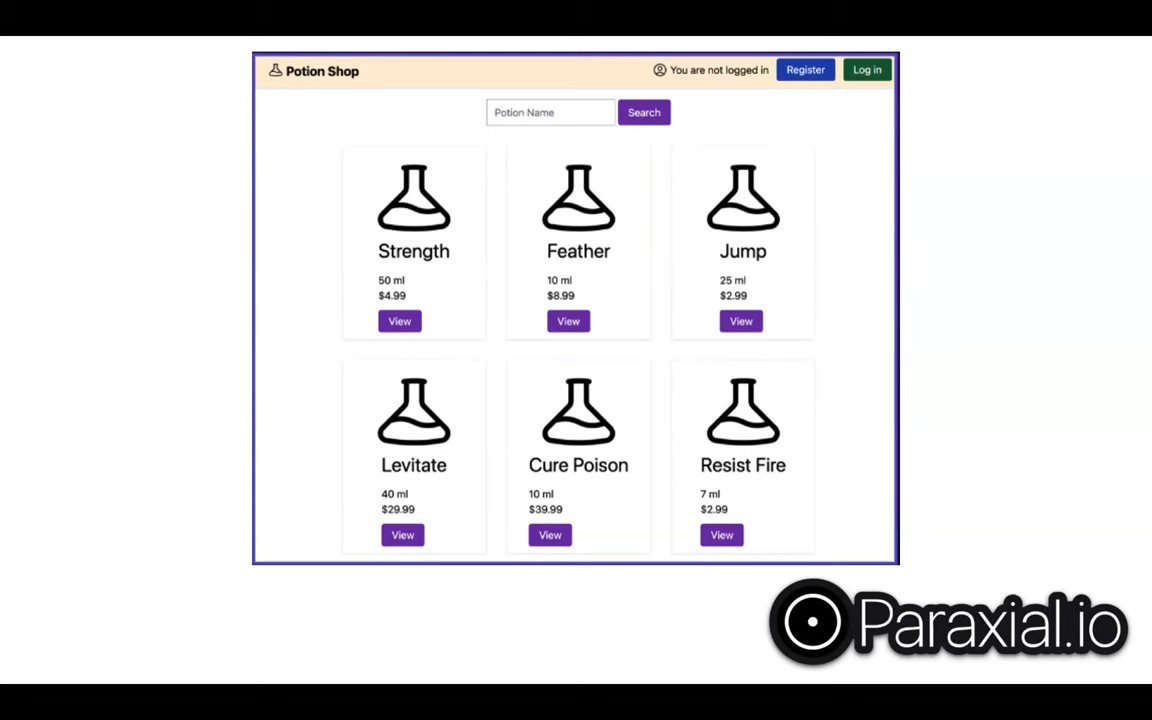 Potion Shop
You are not logged in
Register
Log in
Potion Name
Search
Strength
50 ml
$4.99
View
Feather
10 ml
$8.99
View
Jump
25 ml
$2.99
View
Levitate
40 ml
$29.99
View
Cure Poison
10 ml
$39.99
View
Resist Fire
7 ml
$2.99
View
Paraxial.io